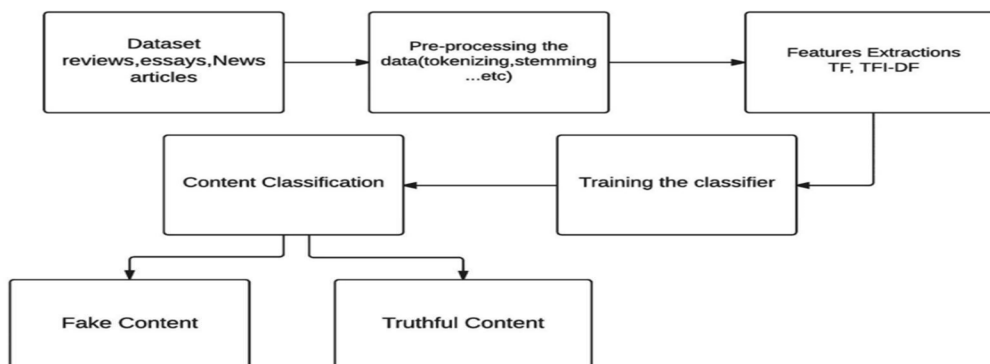 Dataset
reviews,essays,News
articles
Pre-processing the
data(tokenizing,stemming
...etc)
Features Extractions
TF, TFI-DF
Content Classification
Training the classifier
Fake Content
Truthful Content